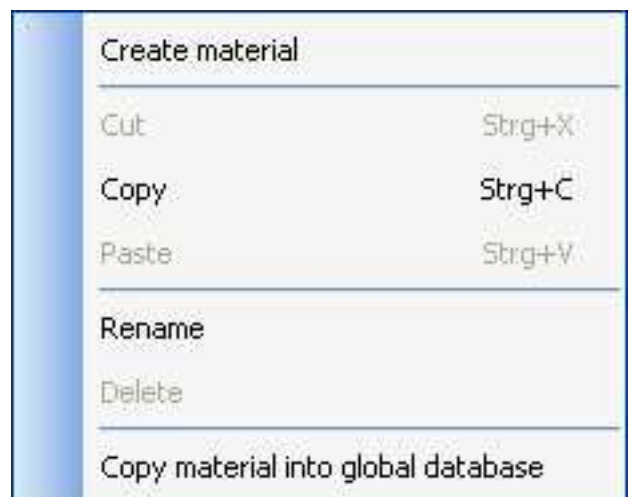 Create material
Cut Strg+X
Copy Strg+C
Paste Strg+V
Rename
Delete
Copy material into global database